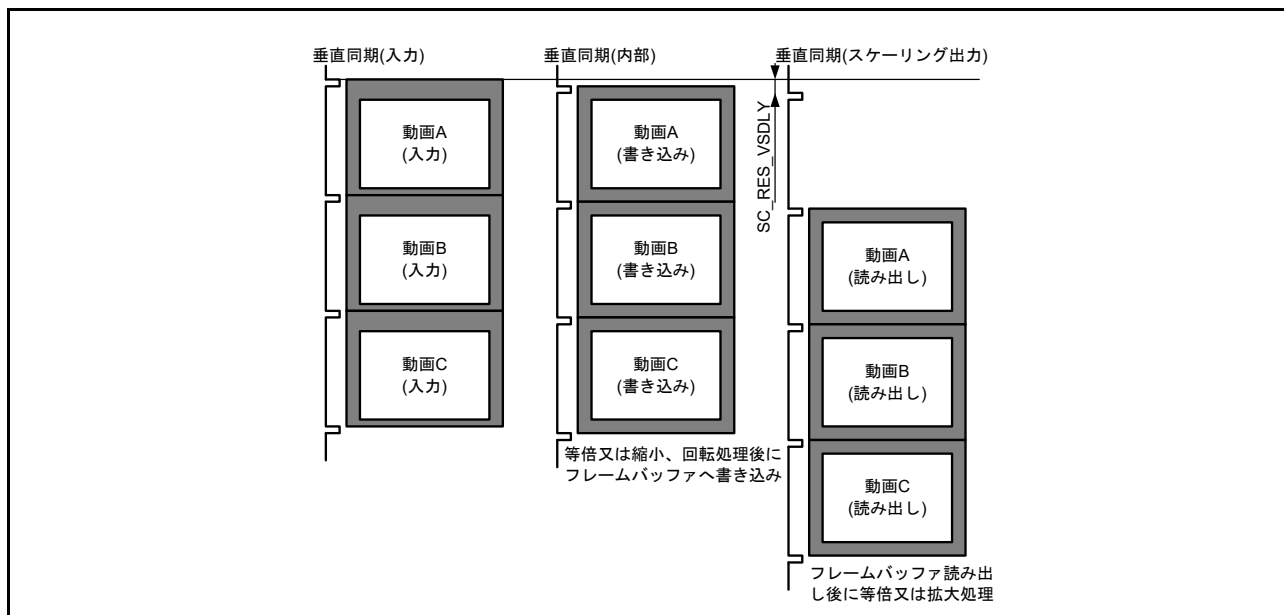 垂直同期(入力)
垂直同期(内部)
垂直同期(スケーリング出力)
動画A
(入力)
動画B
(入力)
動画C
(入力)
動画A
(書き込み)
動画B
(書き込み)
動画C
(書き込み)
等倍又は縮小、回転処理後に
フレームバッファへ書き込み
SC_RES_VSDLY
動画A
(読み出し)
動画B
(読み出し)
動画C
(読み出し)
フレームバッファ読み出
し後に等倍又は拡大処理